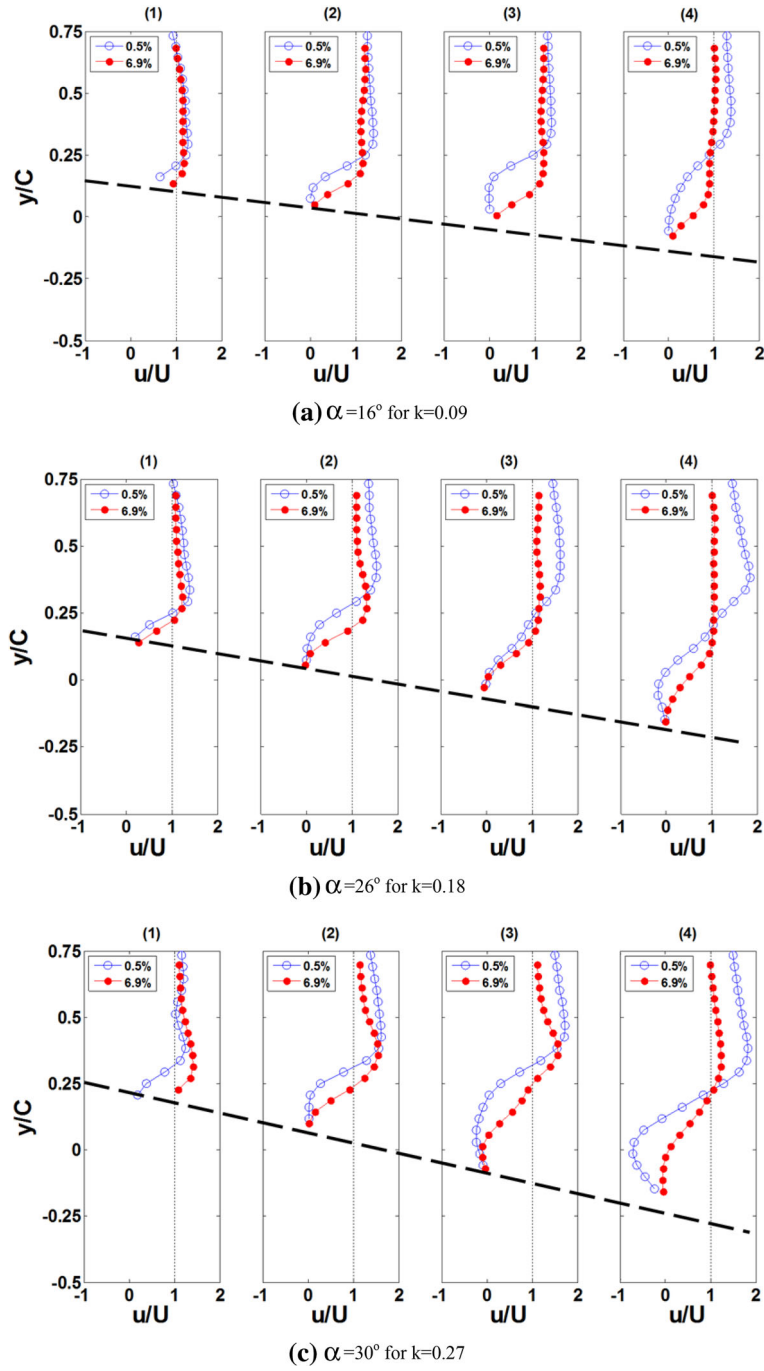 (1) (2) (3) (4)
0.75
0.5% 0.5% 0.5% 0.5%
6.9% 6.9% 6.9% 6.9%
0.5
0.25
y/C
0
-0.25
-0.5
-1 0 1 2 -1 0 1 2 -1 0 1 2 -1 0 1 2
u/U u/U u/U u/U
(a) α=16° for k=0.09
(1) (2) (3) (4)
0.75
0.5% 0.5% 0.5% 0.5%
6.9% 6.9% 6.9% 6.9%
0.5
0.25
y/C
0
-0.25
-0.5
-1 0 1 2 -1 0 1 2 -1 0 1 2 -1 0 1 2
u/U u/U u/U u/U
(b) α=26° for k=0.18
(1) (2) (3) (4)
0.75
0.5% 0.5% 0.5% 0.5%
6.9% 6.9% 6.9% 6.9%
0.5
0.25
y/C
0
-0.25
-0.5
-1 0 1 2 -1 0 1 2 -1 0 1 2 -1 0 1 2
u/U u/U u/U u/U
(c) α=30° for k=0.27